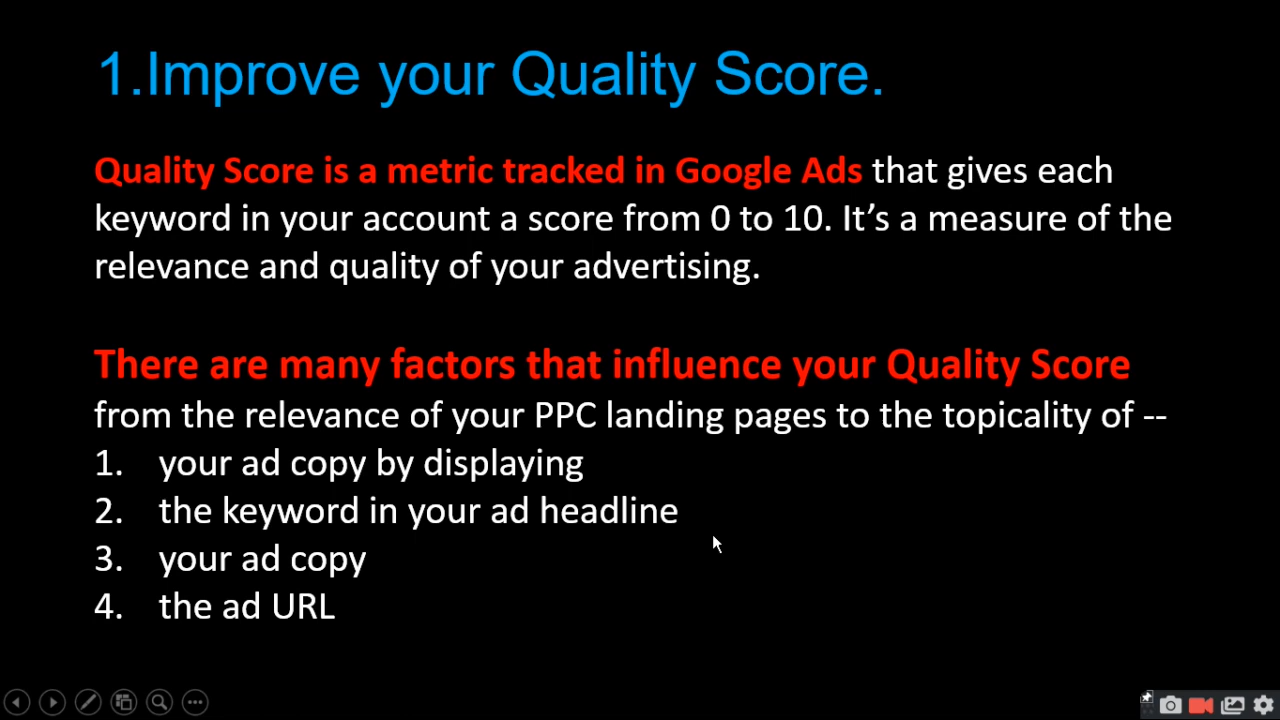 1.Improve your Quality Score.
Quality Score is a metric tracked in Google Ads that gives each
keyword in your account a score from 0 to 10. It’s a measure of the
relevance and quality of your advertising.
There are many factors that influence your Quality Score
from the relevance of your PPC landing pages to the topicality of --
1. your ad copy by displaying
2. the keyword in your ad headline
3. your ad copy
4. the ad URL